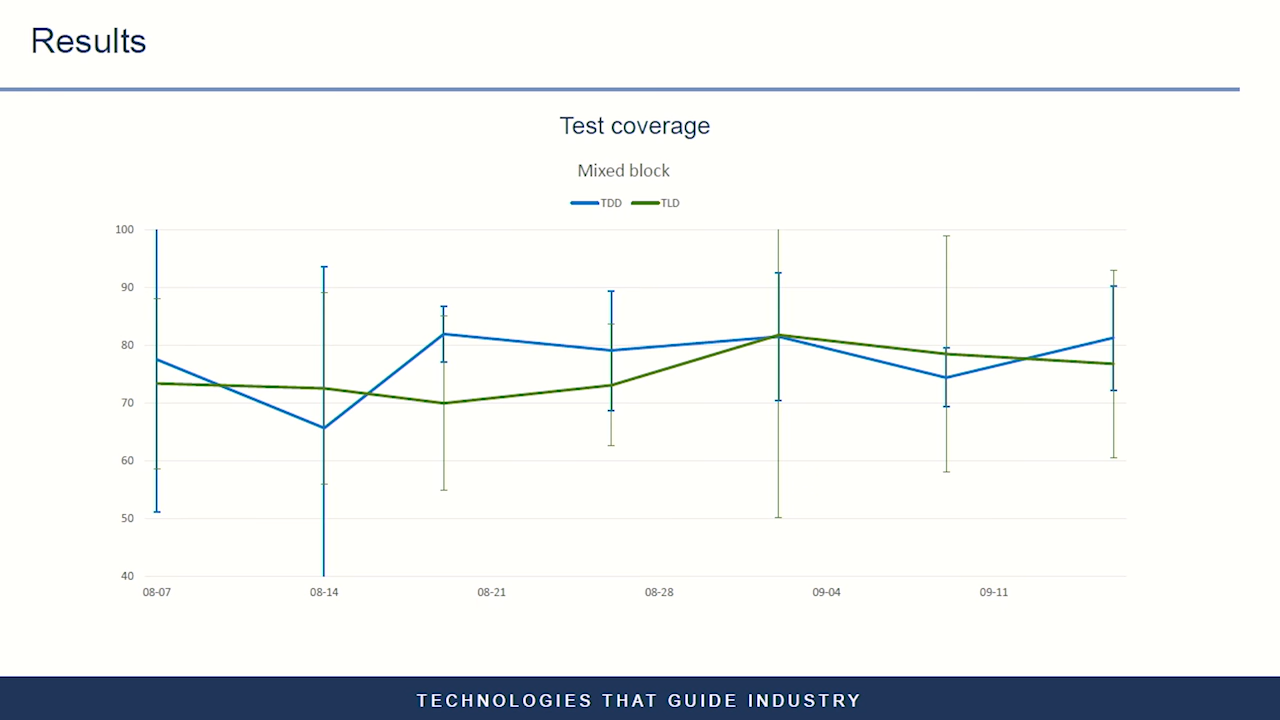 Results
Test coverage
Mixed block
TDD TLD
100
90
80
70
60
50
40
08-07 08-14 08-21 08-28 09-04 09-11
TECHNOLOGIES THAT GUIDE INDUSTRY